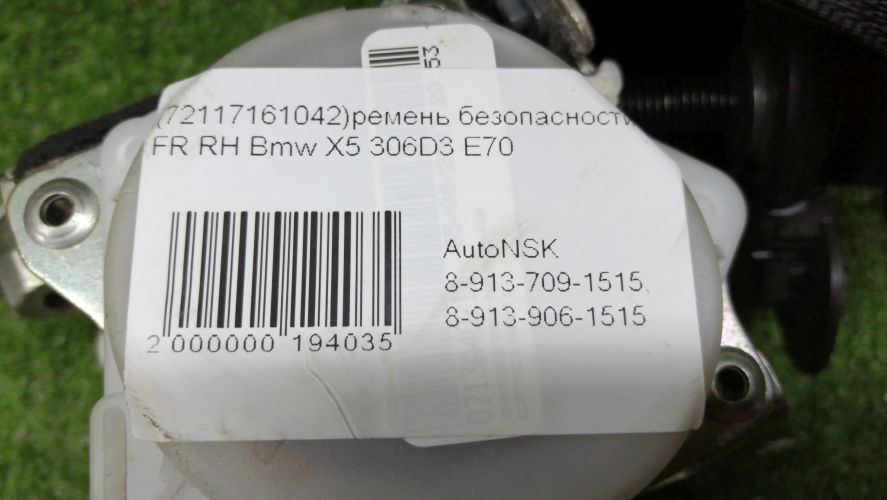 (72117161042)ремень безопасности
FR RH Bmw X5 306D3 E70
AutoNSK
8-913-709-1515,
8-913-906-1515
2 000000 194035
53